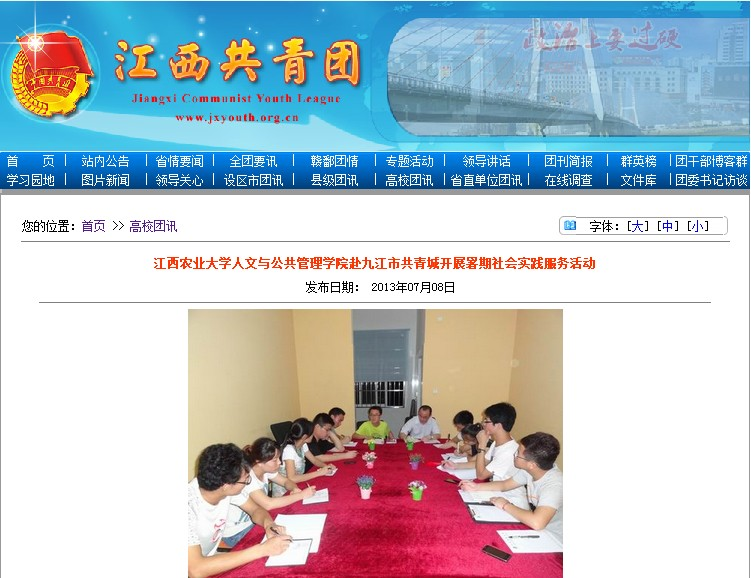 江西共青团
Jiangxi Communist Youth League
www.jxyouth.org.cn
政治上要过硬
首 页 | 站内公告 | 省情要闻 | 全团要讯 | 赣鄱团情 | 专题活动 | 领导讲话 | 团刊简报 | 群英榜 | 团干部博客群
学习园地 | 图片新闻 | 领导关心 | 设区市团讯 | 县级团讯 | 高校团讯 | 省直单位团讯 | 在线调查 | 文件库 | 团委书记访谈
您的位置：首页 >> 高校团讯
字体：[大] [中] [小]
江西农业大学人文与公共管理学院赴九江市共青城开展暑期社会实践服务活动
发布日期： 2013年07月08日